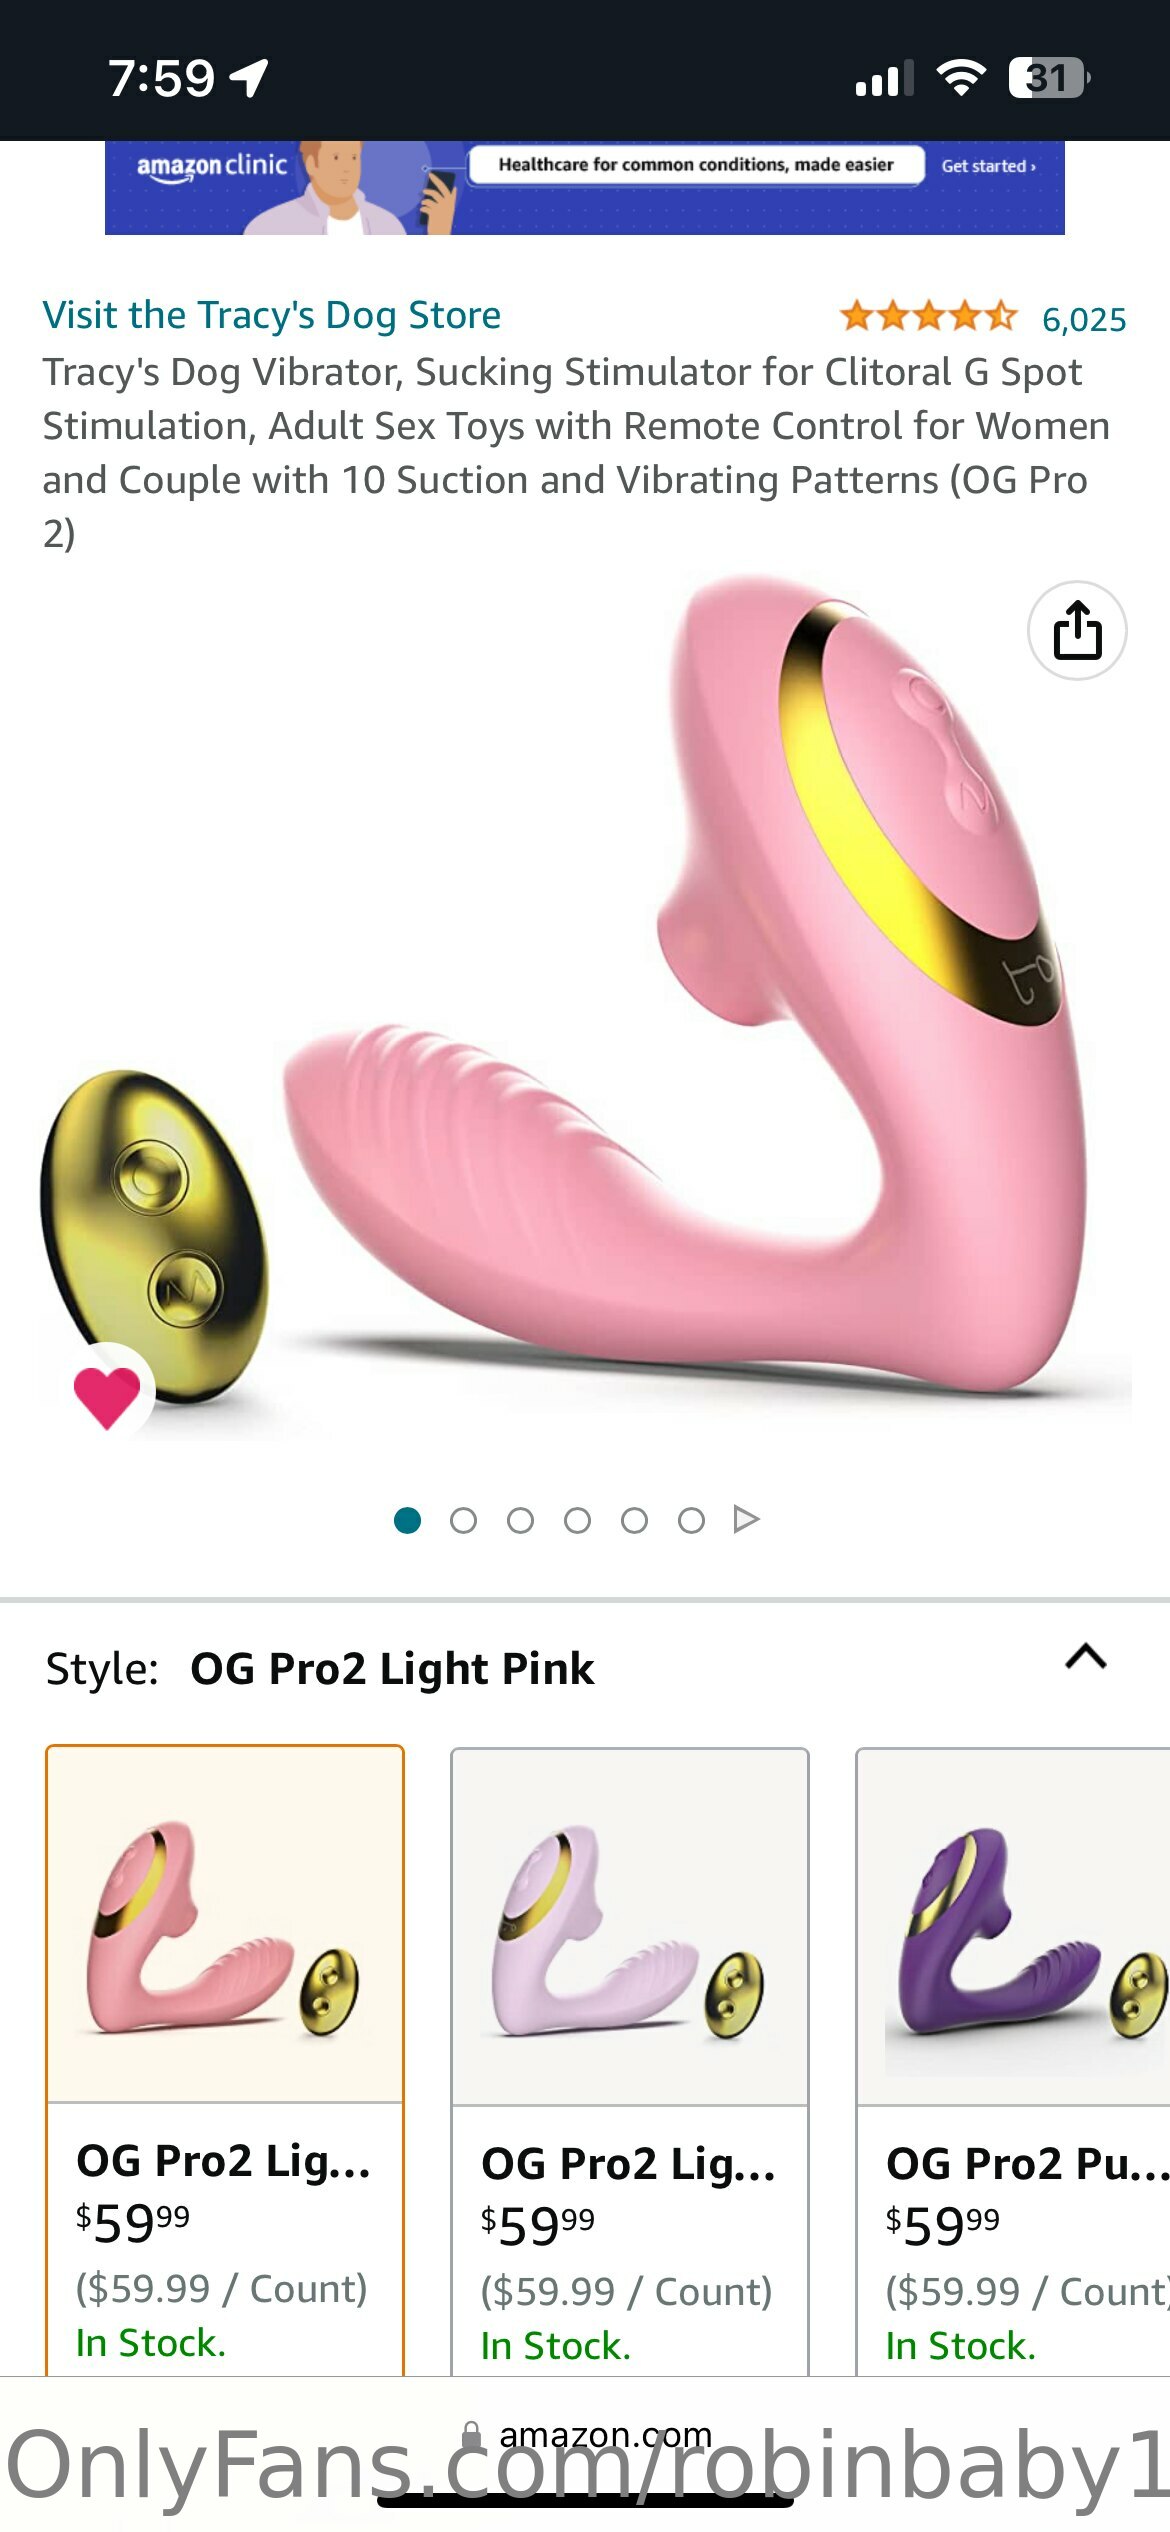 7:59
31
amazon clinic
Healthcare for common conditions, made easier
Get started ›
Visit the Tracy's Dog Store
6,025
Tracy's Dog Vibrator, Sucking Stimulator for Clitoral G Spot
Stimulation, Adult Sex Toys with Remote Control for Women
and Couple with 10 Suction and Vibrating Patterns (OG Pro
2)
Style: OG Pro2 Light Pink
OG Pro2 Lig...
$59⁹⁹
($59.99 / Count)
In Stock.
OG Pro2 Lig...
$59⁹⁹
($59.99 / Count)
In Stock.
OG Pro2 Pu...
$59⁹⁹
($59.99 / Count)
In Stock.
amazon.com
OnlyFans.com/robinbaby1